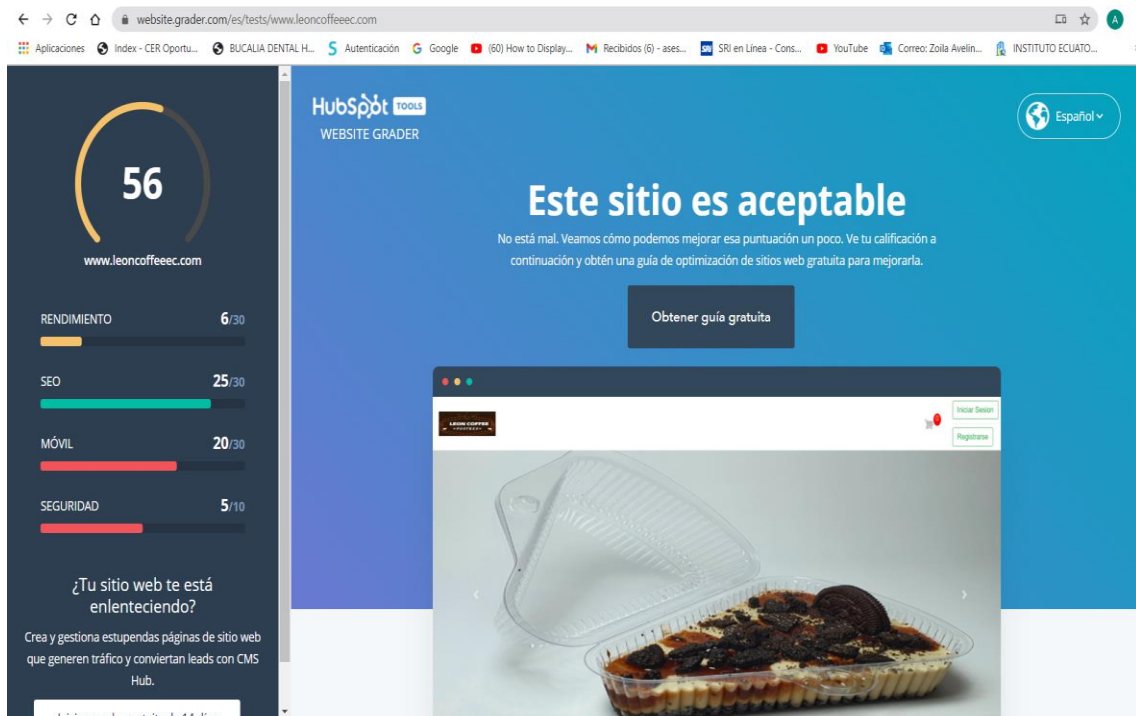 website.grader.com/es/tests/www.leoncoffeeec.com
A
Aplicaciones
Index - CER Oportu...
BUCALIA DENTAL H...
Autenticación
Google
(60) How to Display...
Recibidos (6) - ases...
SRI en Línea - Cons...
YouTube
Correo: Zoila Avelin...
INSTITUTO ECUATO...
56
www.leoncoffeeec.com
RENDIMIENTO 6/30
SEO 25/30
MÓVIL 20/30
SEGURIDAD 5/10
¿Tu sitio web te está
enlenteciendo?
Crea y gestiona estupendas páginas de sitio web
que generen tráfico y conviertan leads con CMS
Hub.
HubSpot TOOLS
WEBSITE GRADER
Español
Este sitio es aceptable
No está mal. Veamos cómo podemos mejorar esa puntuación un poco. Ve tu calificación a
continuación y obtén una guía de optimización de sitios web gratuita para mejorarla.
Obtener guía gratuita
LEON-COFFEE
Iniciar Sesion
Registrarse